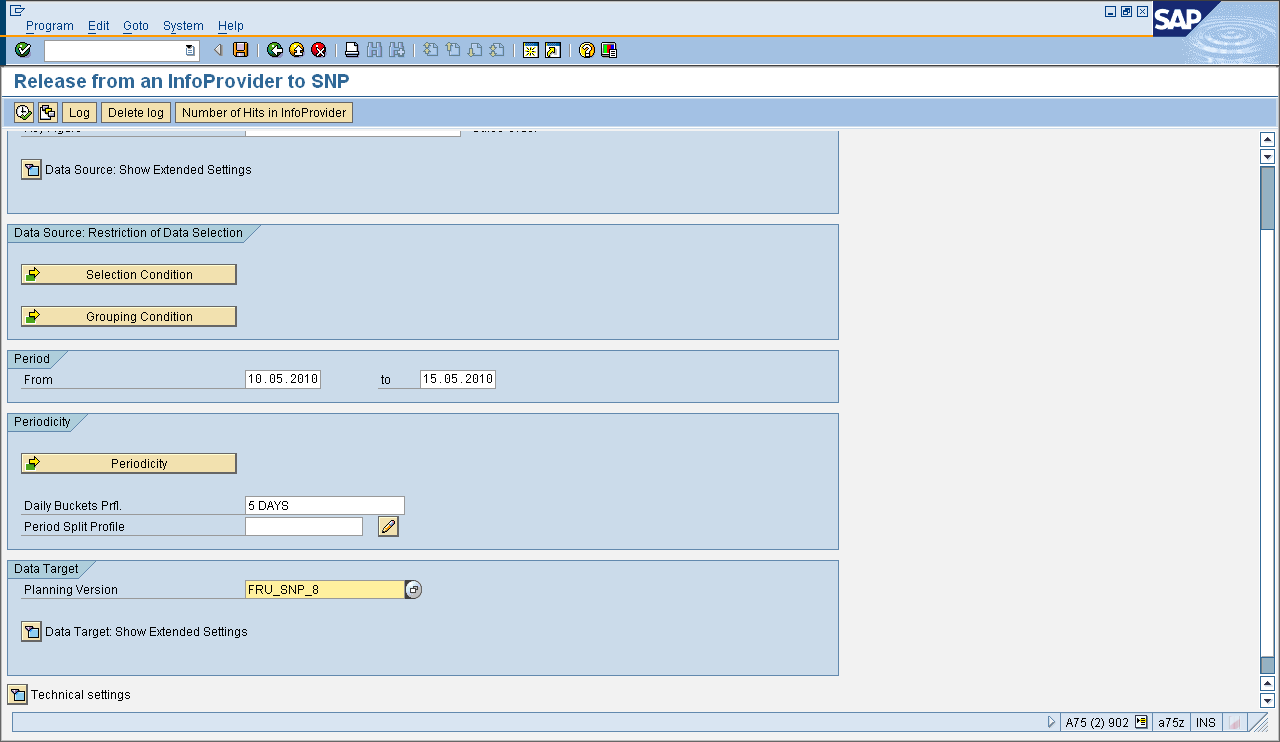 Program Edit Goto System Help
SAP
Release from an InfoProvider to SNP
Log Delete log Number of Hits in InfoProvider
Data Source: Show Extended Settings
Data Source: Restriction of Data Selection
Selection Condition
Grouping Condition
Period
From 10.05.2010 to 15.05.2010
Periodicity
Periodicity
Daily Buckets Prfl. 5 DAYS
Period Split Profile
Data Target
Planning Version FRU_SNP_8
Data Target: Show Extended Settings
Technical settings
A75 (2) 902 a75z INS